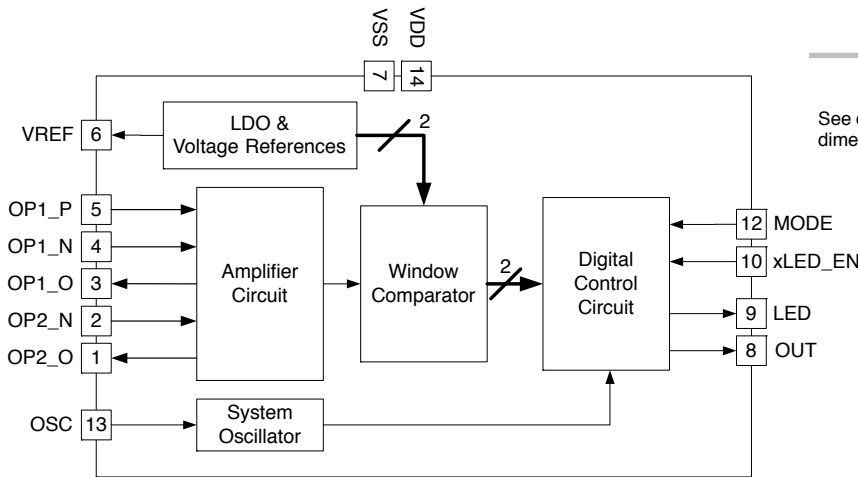 VSS
VDD
7
14
VREF
6
LDO &
Voltage References
2
OP1_P
5
OP1_N
4
OP1_O
3
OP2_N
2
OP2_O
1
Amplifier
Circuit
Window
Comparator
2
Digital
Control
Circuit
12
MODE
10
xLED_EN
9
LED
8
OUT
OSC
13
System
Oscillator
See
dime